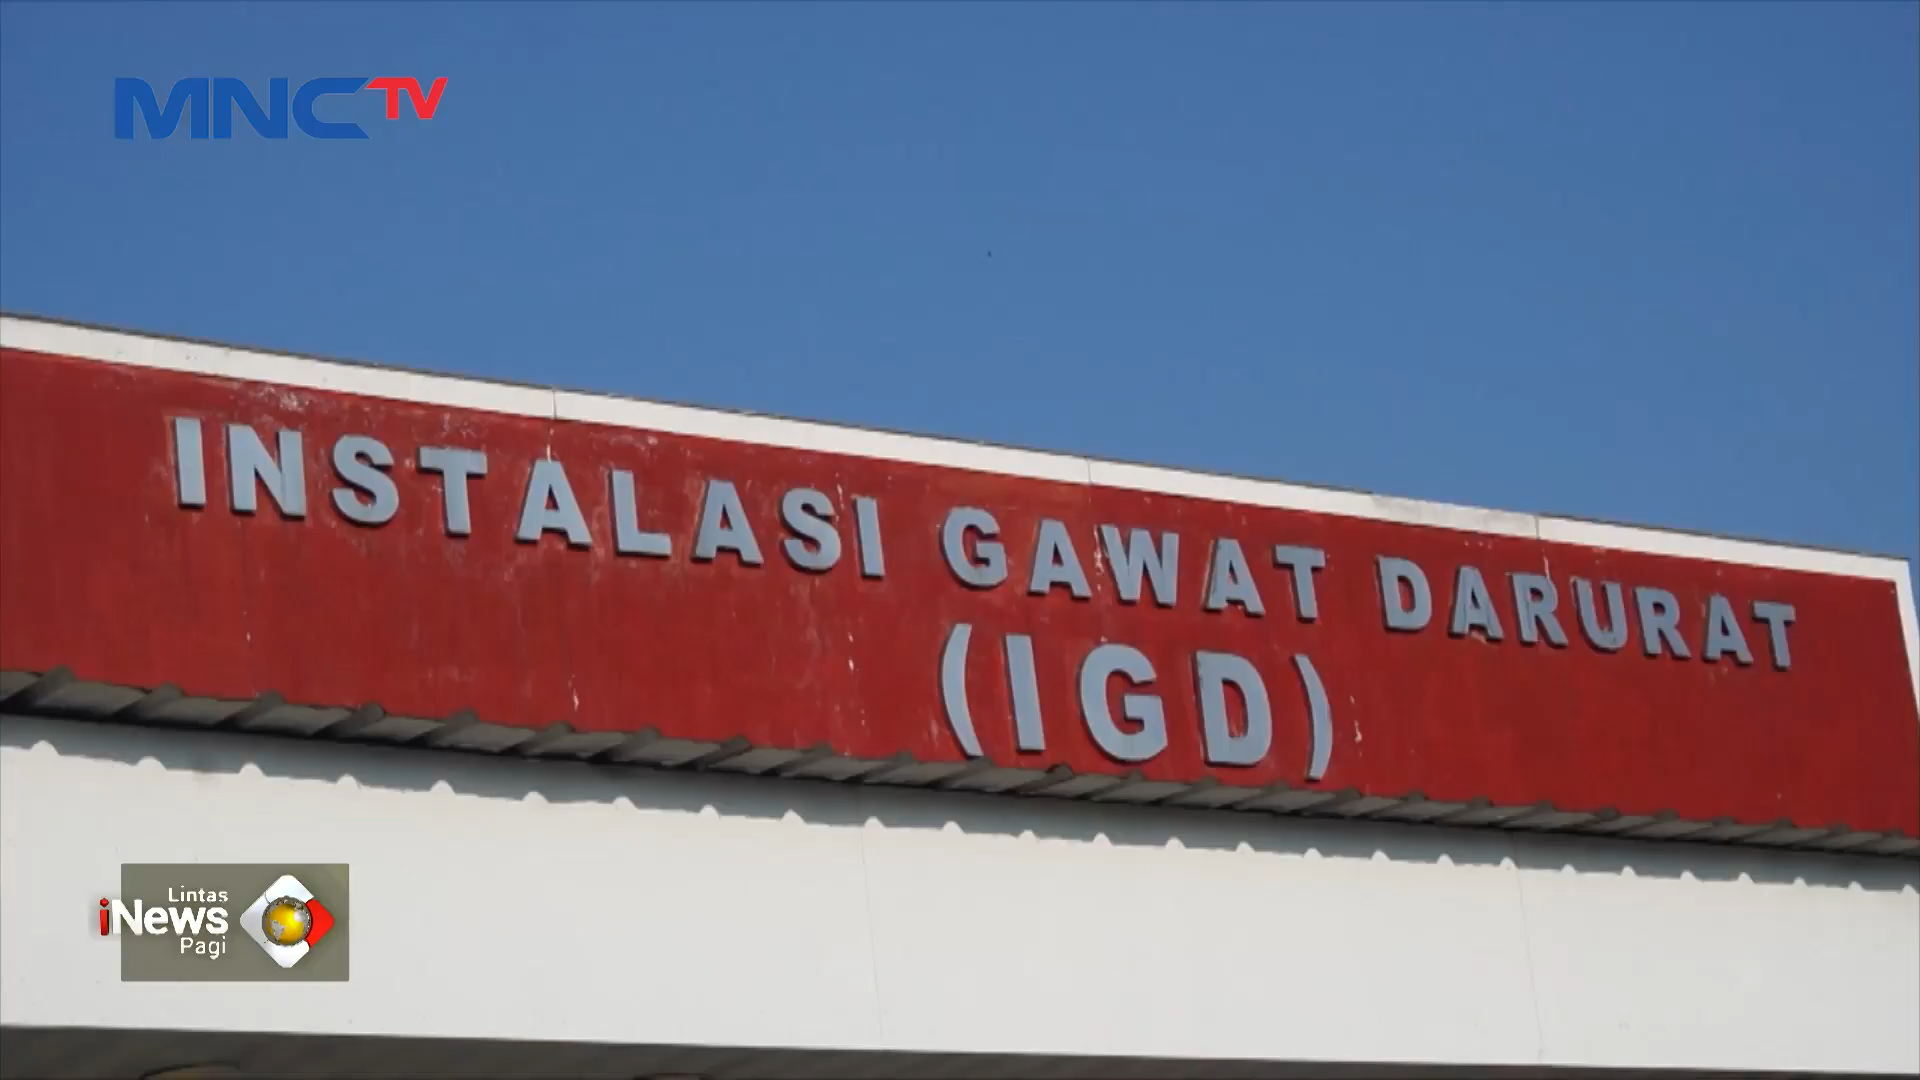 MNCTV
INSTALASI GAWAT DARURAT
(IGD)
Lintas
iNews
Pagi